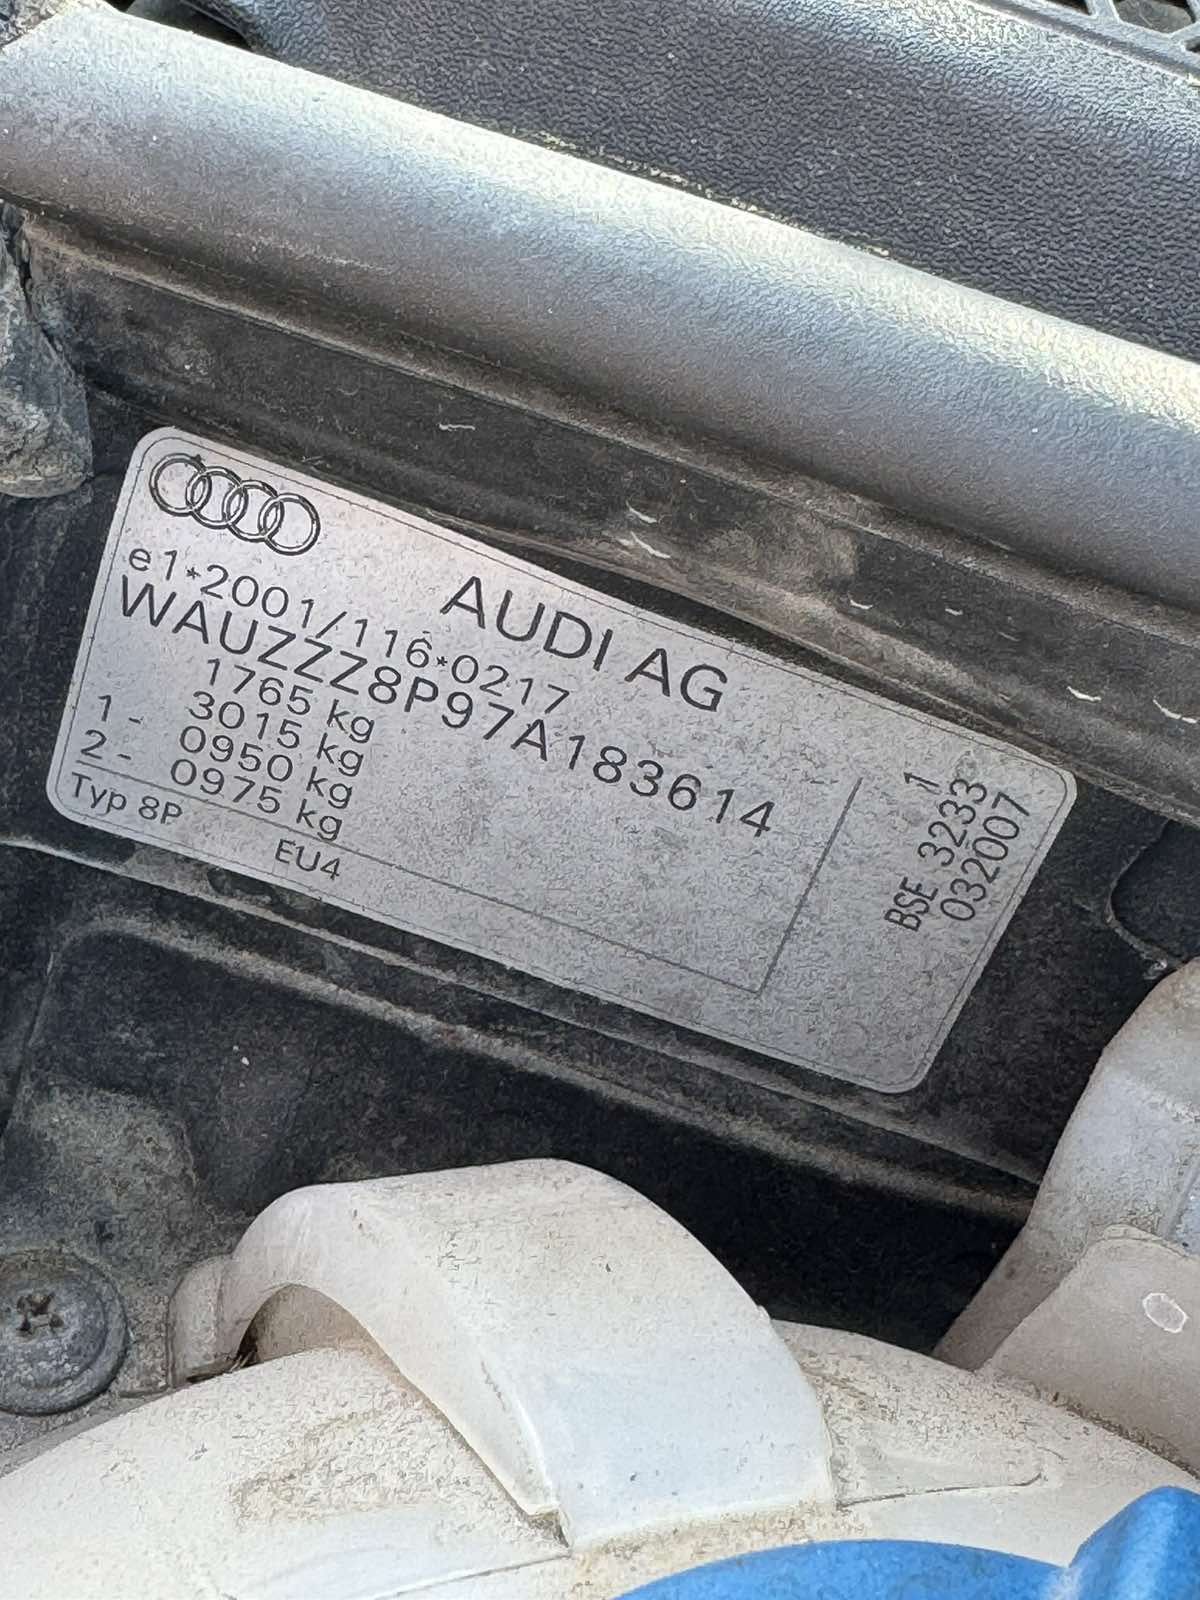 AUDI AG
e1*2001/116*0217
WAUZZZ8P97A183614
1765 kg
3015 kg
1- 0950 kg
2- 0975 kg
Typ 8P
EU4
1
BSE 3233
032007